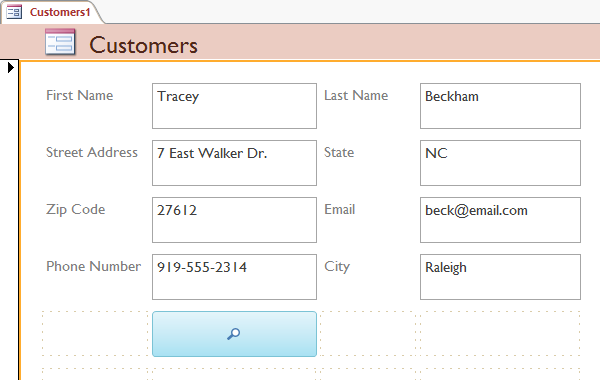 Customers1
Customers
First Name Tracey Last Name Beckham
Street Address 7 East Walker Dr. State NC
Zip Code 27612 Email beck@email.com
Phone Number 919-555-2314 City Raleigh